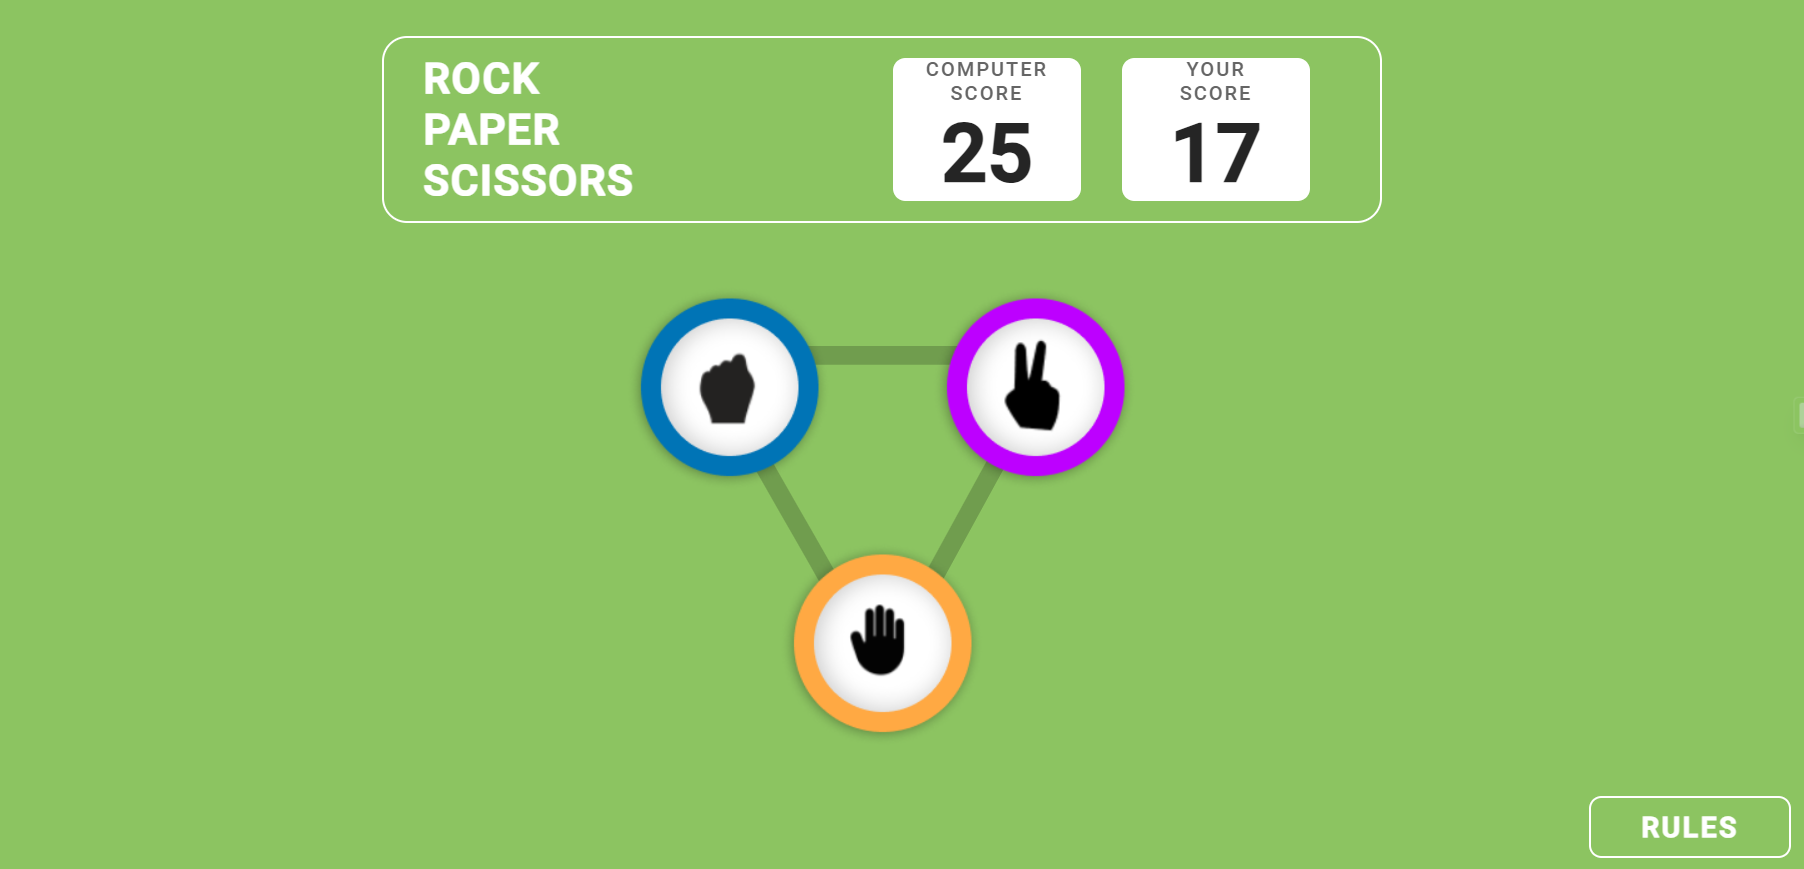 ROCK
PAPER
SCISSORS
COMPUTER
SCORE
25
YOUR
SCORE
17
RULES